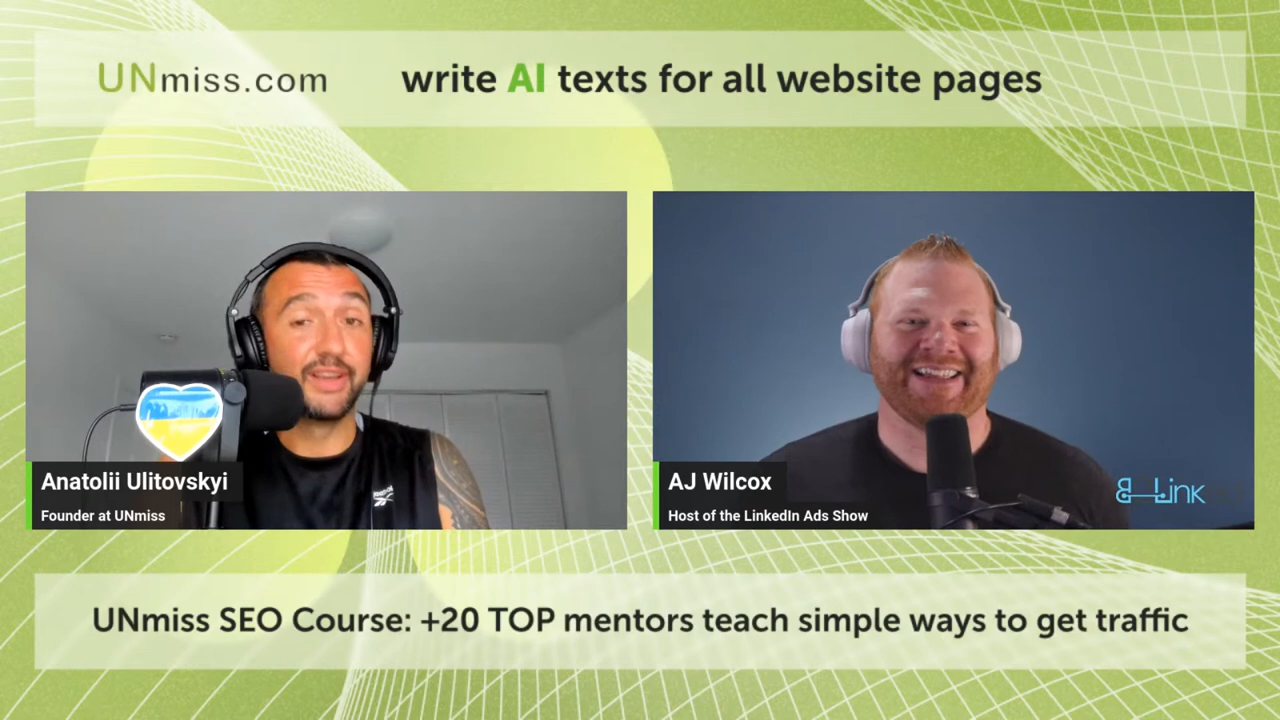 UNmiss.com
write AI texts for all website pages
Anatolii Ulitovskyi
Founder at UNmiss
AJ Wilcox
Host of the LinkedIn Ads Show
B Link
UNmiss SEO Course: +20 TOP mentors teach simple ways to get traffic